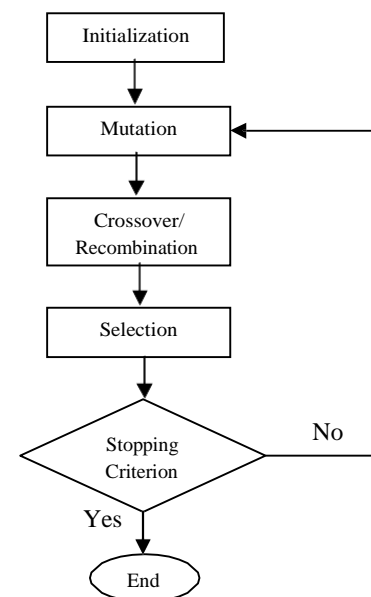 Initialization
Mutation
Crossover/
Recombination
Selection
Stopping
Criterion
No
Yes
End